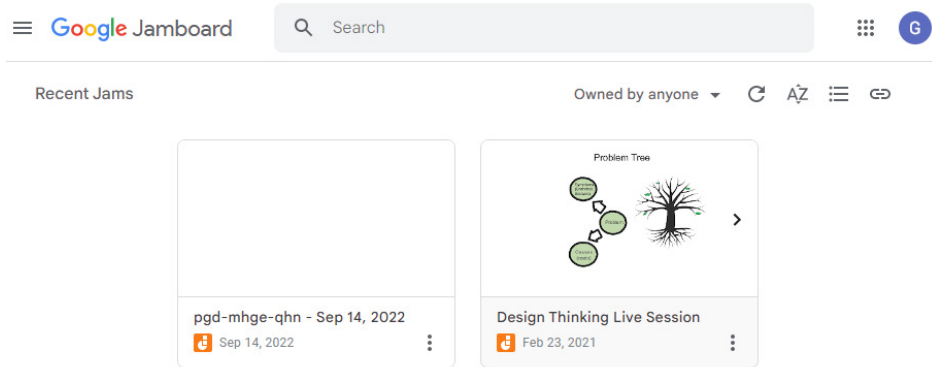 Google Jamboard
Search
G
Recent Jams
Owned by anyone
AZ
Problem Tree
Problem
pgd-mhge-qhn - Sep 14, 2022
Sep 14, 2022
Design Thinking Live Session
Feb 23, 2021